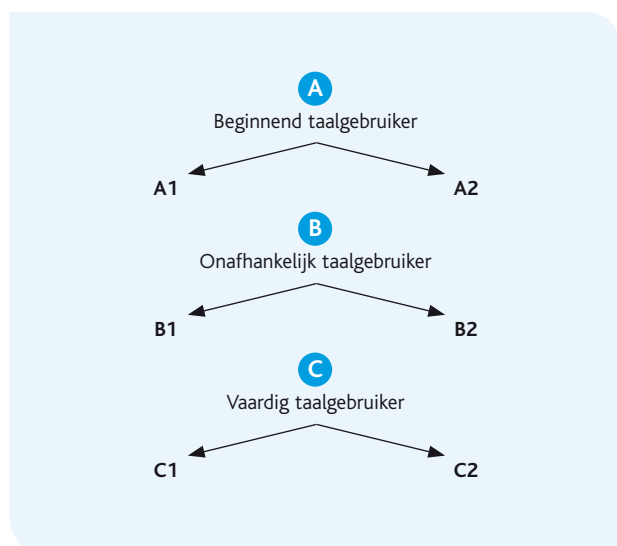 A
Beginnend taalgebruiker
A1 A2
B
Onafhankelijk taalgebruiker
B1 B2
C
Vaardig taalgebruiker
C1 C2